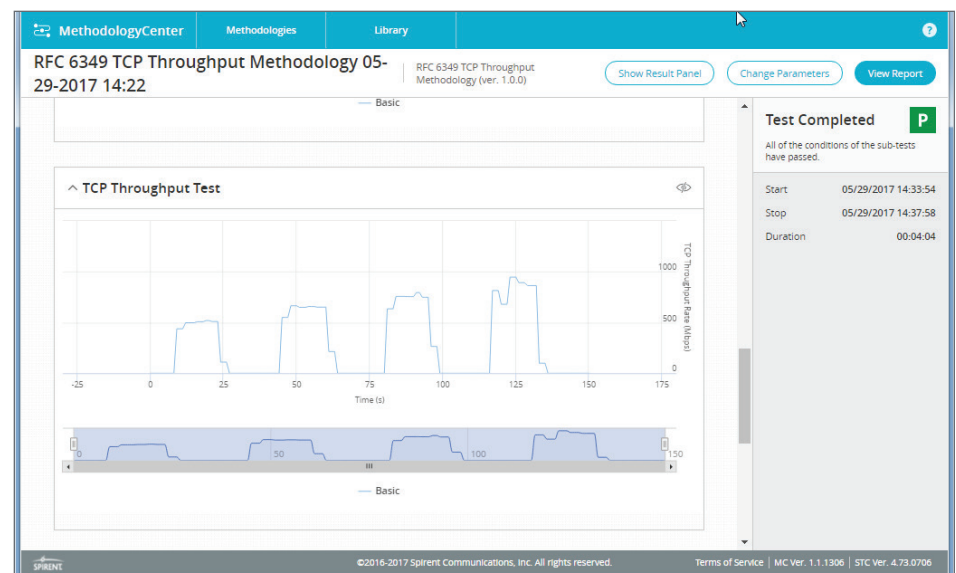 MethodologyCenter
Methodologies
Library
?
RFC 6349 TCP Throughput Methodology 05-
29-2017 14:22
RFC 6349 TCP Throughput
Methodology (ver. 1.0.0)
Show Result Panel
Change Parameters
View Report
Basic
Test Completed
P
All of the conditions of the sub-tests
have passed.
Start 05/29/2017 14:33:54
Stop 05/29/2017 14:37:58
Duration 00:04:04
TCP Throughput Test
1000
500
0
TCP Throughput Rate (Mbps)
-25 0 25 50 75 100 125 150 175
Time (s)
0 50 100 150
Basic
SPIRENT
©2016-2017 Spirent Communications, Inc. All rights reserved.
Terms of Service | MC Ver. 1.1.1306 | STC Ver. 4.73.0706